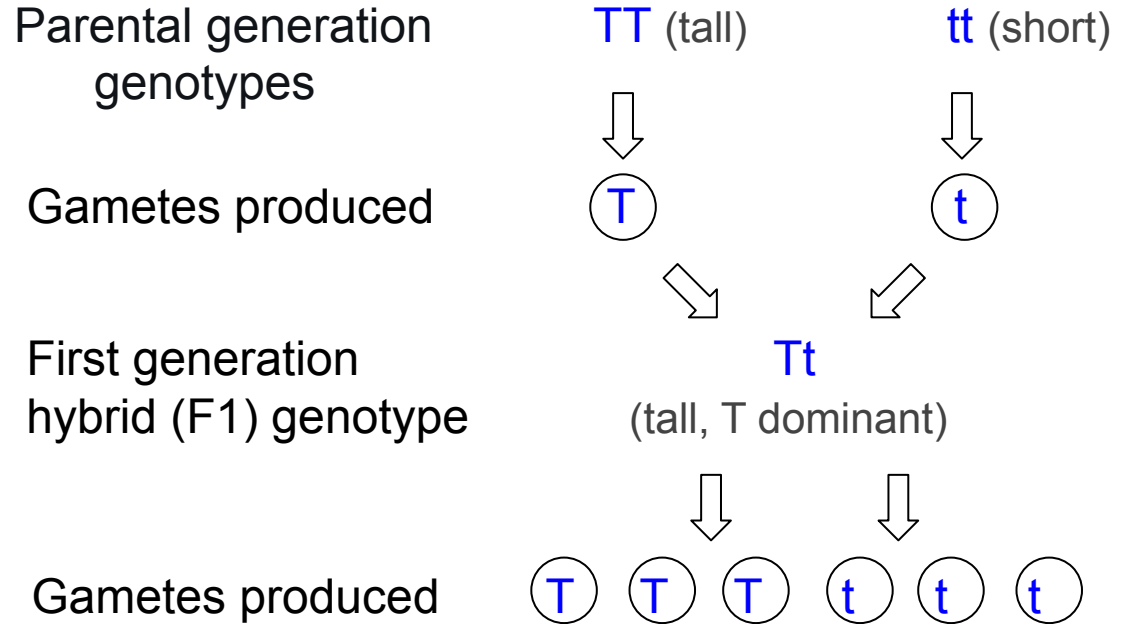 Parental generation TT (tall) tt (short)
genotypes
Gametes produced T t
First generation Tt
hybrid (F1) genotype (tall, T dominant)
Gametes produced T T T t t t